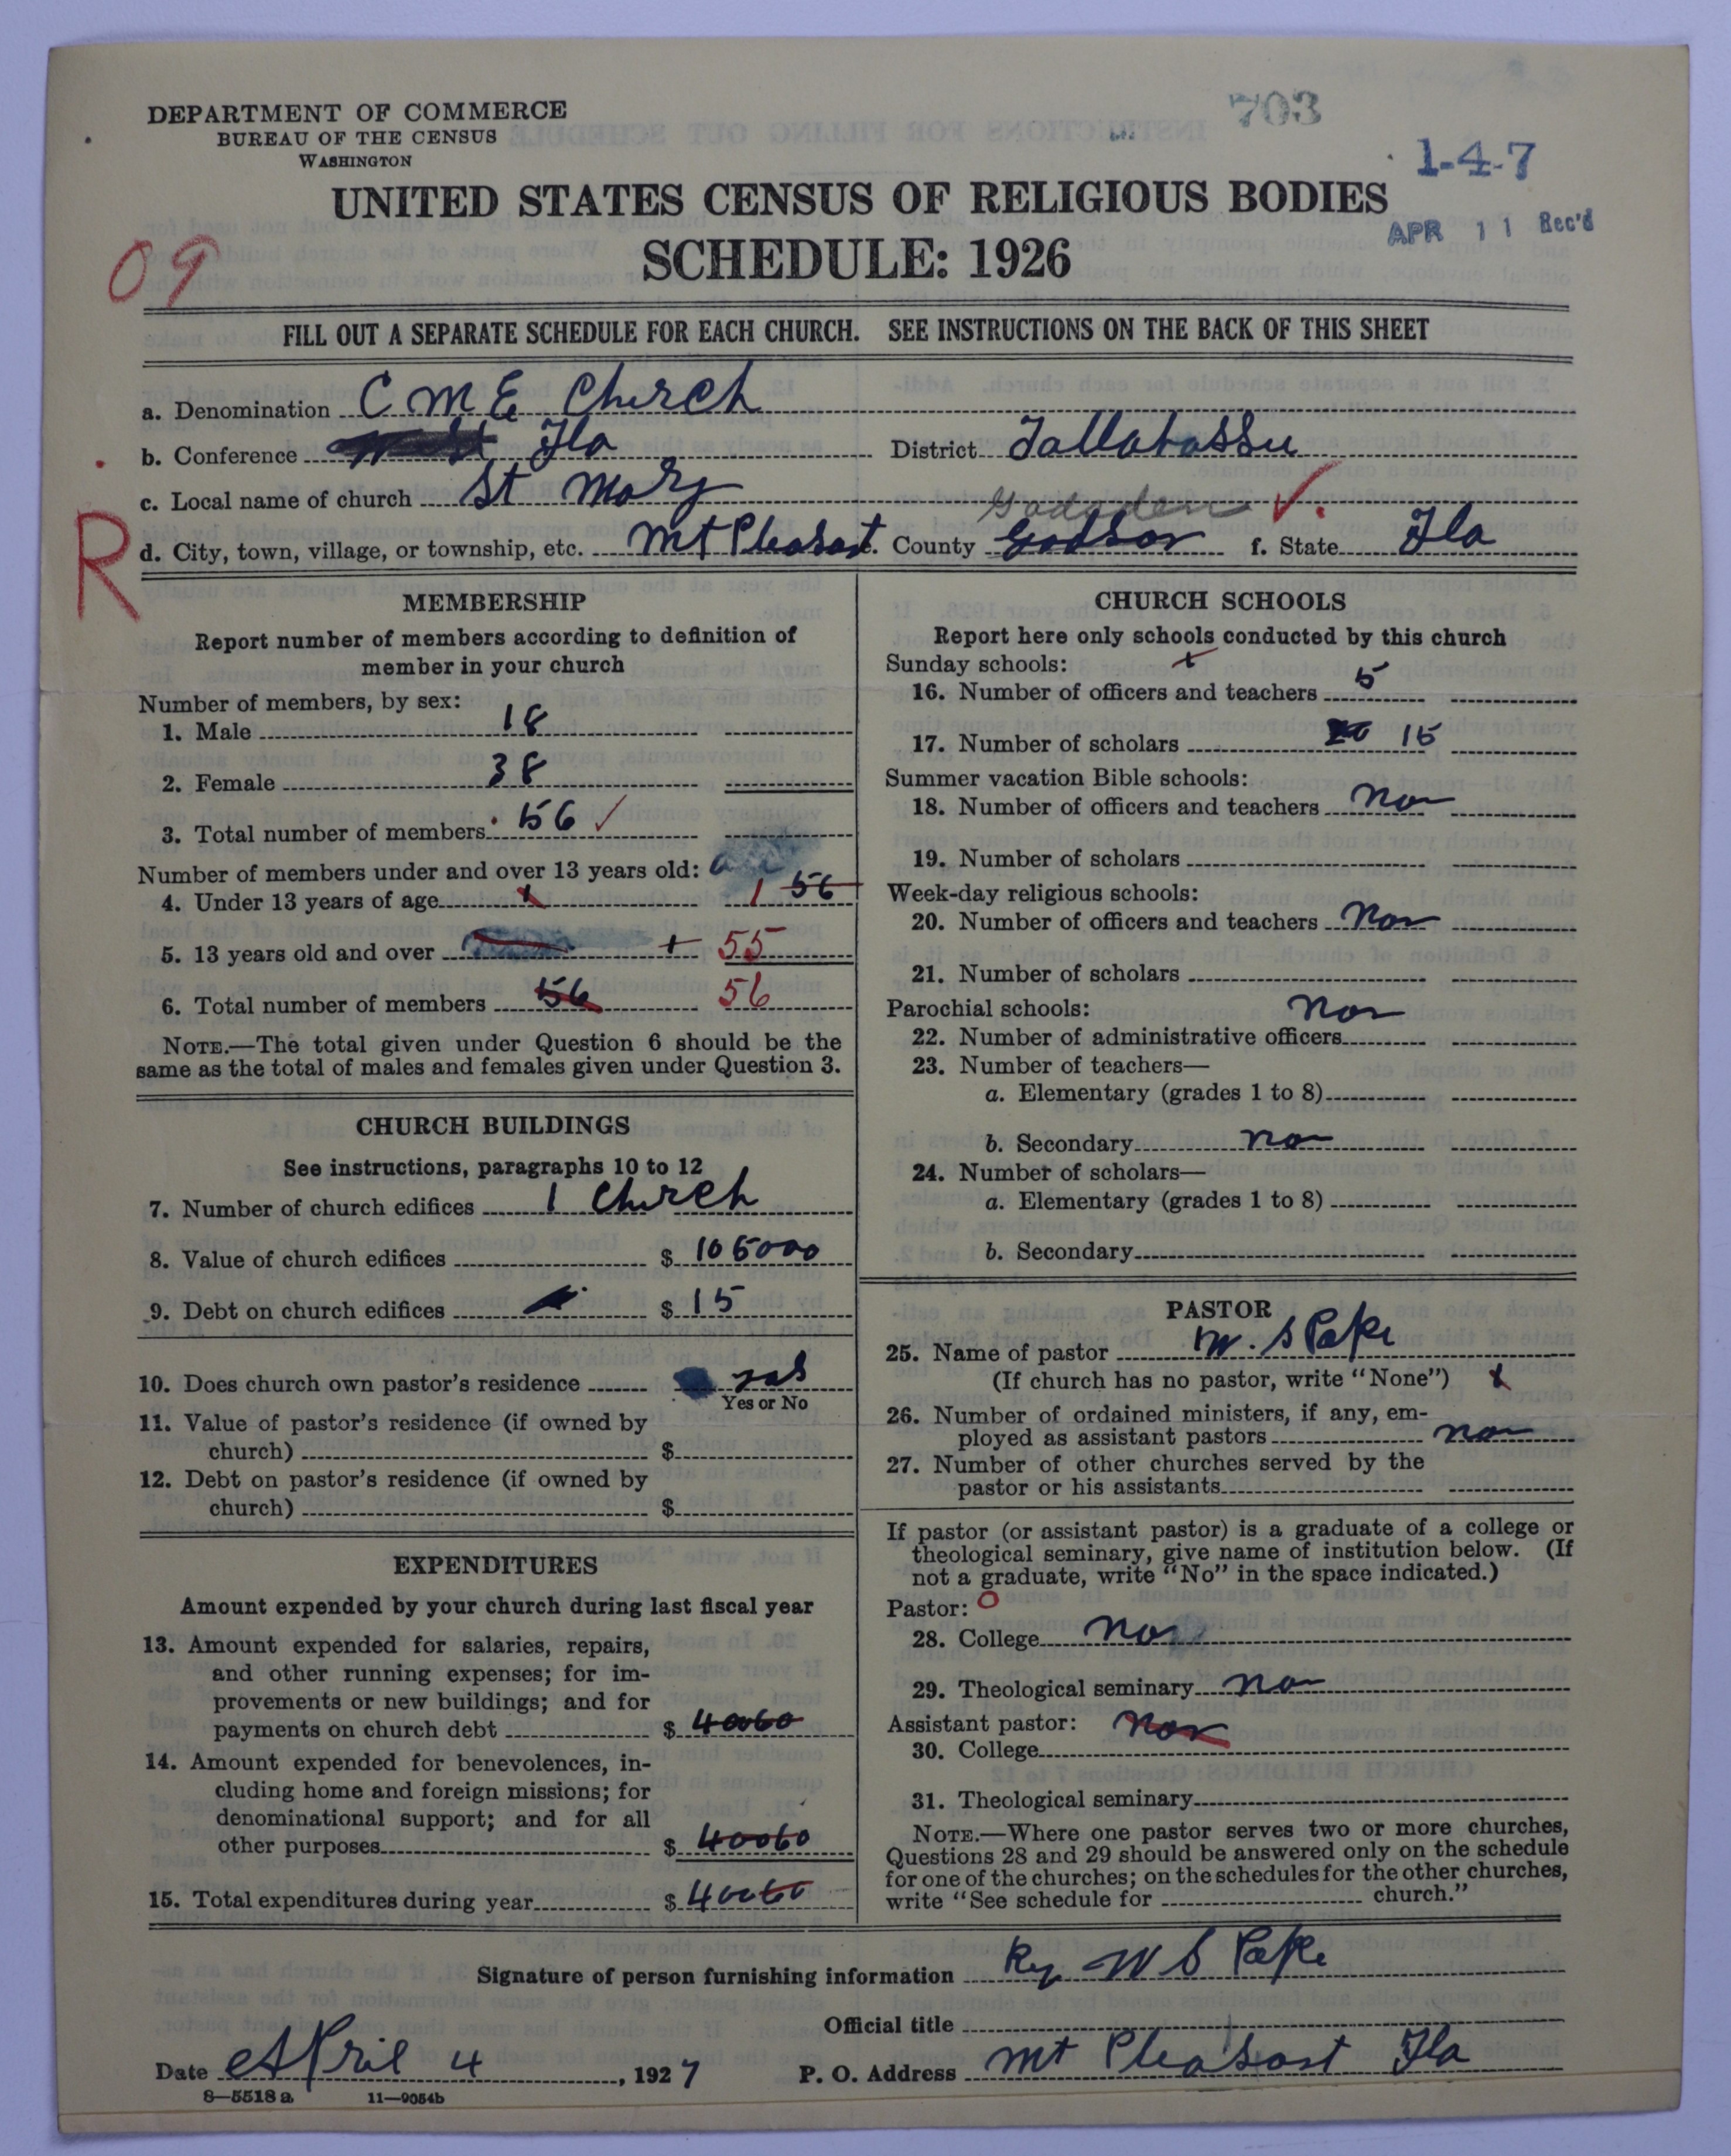 703
DEPARTMENT OF COMMERCE
BUREAU OF THE CENSUS
WASHINGTON
1-4-7
UNITED STATES CENSUS OF RELIGIOUS BODIES
SCHEDULE: 1926
APR 11 Rec'd
09
FILL OUT A SEPARATE SCHEDULE FOR EACH CHURCH. SEE INSTRUCTIONS ON THE BACK OF THIS SHEET
a. Denomination C M E Church
b. Conference West Fla District Tallahassee
c. Local name of church St Mary
Gadsden
R
d. City, town, village, or township, etc. Mt Pleasant e. County Gadson f. State Fla
MEMBERSHIP
Report number of members according to definition of
member in your church
Number of members, by sex:
1. Male 18
2. Female 38
3. Total number of members 156 ✓
Number of members under and over 13 years old:
4. Under 13 years of age x 1 56
5. 13 years old and over + 55
6. Total number of members 156 56
NOTE.—The total given under Question 6 should be the
same as the total of males and females given under Question 3.
CHURCH BUILDINGS
See instructions, paragraphs 10 to 12
7. Number of church edifices 1 Church
8. Value of church edifices $ 105000
9. Debt on church edifices $ 15
10. Does church own pastor's residence
Yes or No
11. Value of pastor's residence (if owned by
church) $
12. Debt on pastor's residence (if owned by
church) $
EXPENDITURES
Amount expended by your church during last fiscal year
13. Amount expended for salaries, repairs,
and other running expenses; for im-
provements or new buildings; and for
payments on church debt $ 40060
14. Amount expended for benevolences, in-
cluding home and foreign missions; for
denominational support; and for all
other purposes $ 40060
15. Total expenditures during year $ 40060
CHURCH SCHOOLS
Report here only schools conducted by this church
Sunday schools: x
16. Number of officers and teachers 5
17. Number of scholars 20 15
Summer vacation Bible schools:
18. Number of officers and teachers non
19. Number of scholars
Week-day religious schools:
20. Number of officers and teachers non
21. Number of scholars
Parochial schools: non
22. Number of administrative officers
23. Number of teachers—
a. Elementary (grades 1 to 8)
b. Secondary non
24. Number of scholars—
a. Elementary (grades 1 to 8)
b. Secondary
PASTOR
25. Name of pastor W. S Pope
(If church has no pastor, write "None") x
26. Number of ordained ministers, if any, em-
ployed as assistant pastors non
27. Number of other churches served by the
pastor or his assistants
If pastor (or assistant pastor) is a graduate of a college or
theological seminary, give name of institution below. (If
not a graduate, write "No" in the space indicated.)
Pastor: 0
28. College no
29. Theological seminary non
Assistant pastor: non
30. College
31. Theological seminary
NOTE.—Where one pastor serves two or more churches,
Questions 28 and 29 should be answered only on the schedule
for one of the churches; on the schedules for the other churches,
write "See schedule for church."
Signature of person furnishing information Rev W S Pope
Official title
Date April 4, 1927 P. O. Address Mt Pleasant Fla
8—5518 a 11—9054b